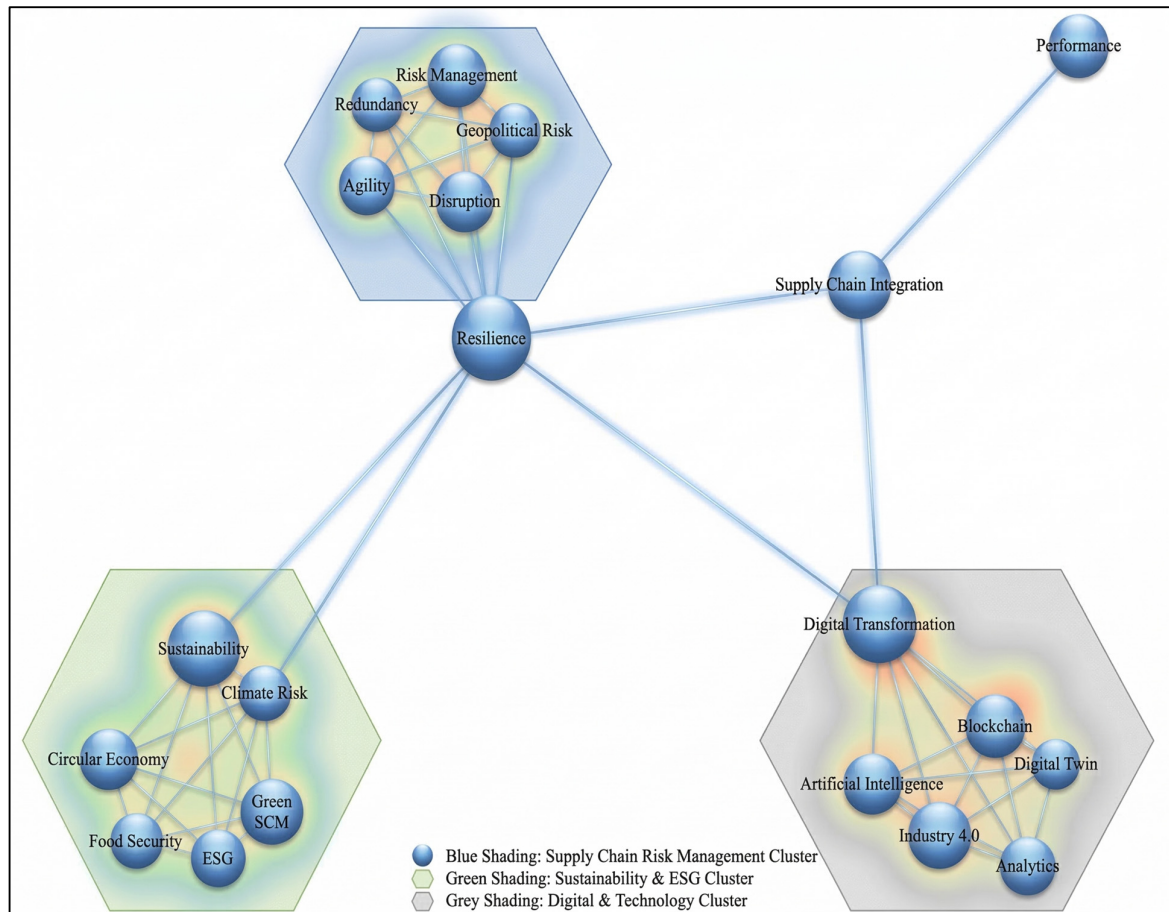 Performance
Risk Management
Redundancy
Geopolitical Risk
Agility
Disruption
Supply Chain Integration
Resilience
Digital Transformation
Sustainability
Climate Risk
Blockchain
Circular Economy
Digital Twin
Artificial Intelligence
Green
SCM
Food Security
Industry 4.0
ESG
Analytics
Blue Shading: Supply Chain Risk Management Cluster
Green Shading: Sustainability & ESG Cluster
Grey Shading: Digital & Technology Cluster